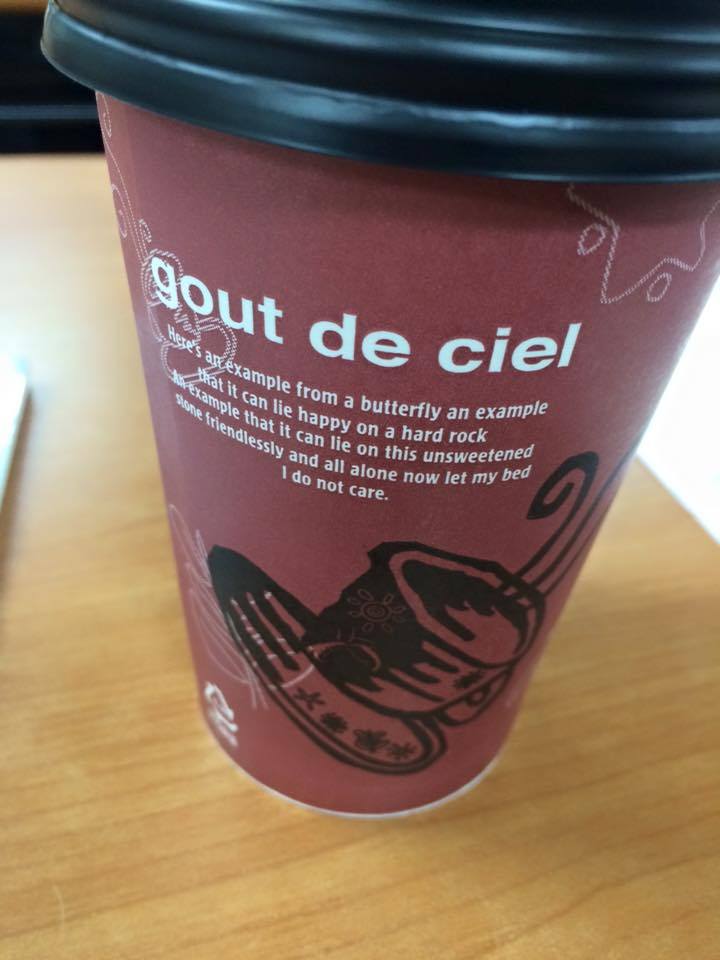 gout de ciel
Here's an example from a butterfly an example
that it can lie happy on a hard rock
An example that it can lie on this unsweetened
stone friendlessly and all alone now let my bed
I do not care.